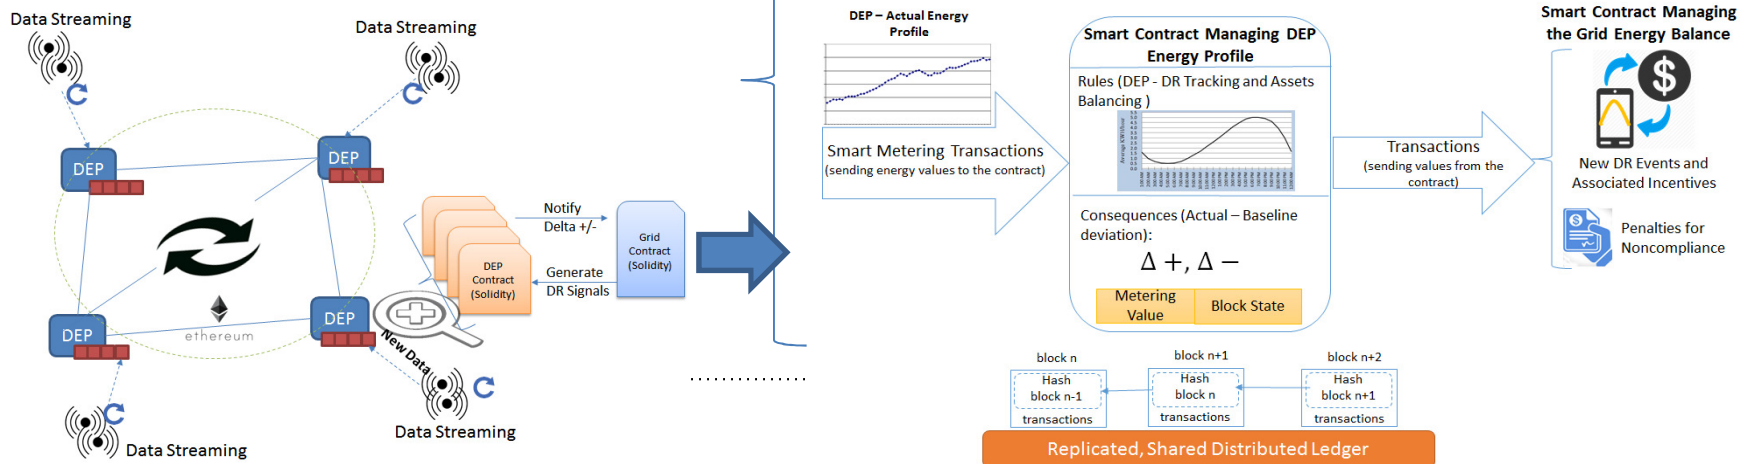 Data Streaming
Data Streaming
DEP
DEP
DEP
DEP
ethereum
New Data
Data Streaming
Data Streaming
DEP
Contract
(Solidity)
Notify
Delta +/-
Generate
DR Signals
Grid
Contract
(Solidity)
DEP – Actual Energy
Profile
Smart Metering Transactions
(sending energy values to the contract)
Smart Contract Managing DEP
Energy Profile
Rules (DEP - DR Tracking and Assets
Balancing )
Consequences (Actual – Baseline
deviation):
Δ +, Δ −
Metering
Value
Block State
Transactions
(sending values from the
contract)
Smart Contract Managing
the Grid Energy Balance
$
New DR Events and
Associated Incentives
$
Penalties for
Noncompliance
block n
block n+1
block n+2
Hash
block n-1
transactions
Hash
block n
transactions
Hash
block n+1
transactions
Replicated, Shared Distributed Ledger